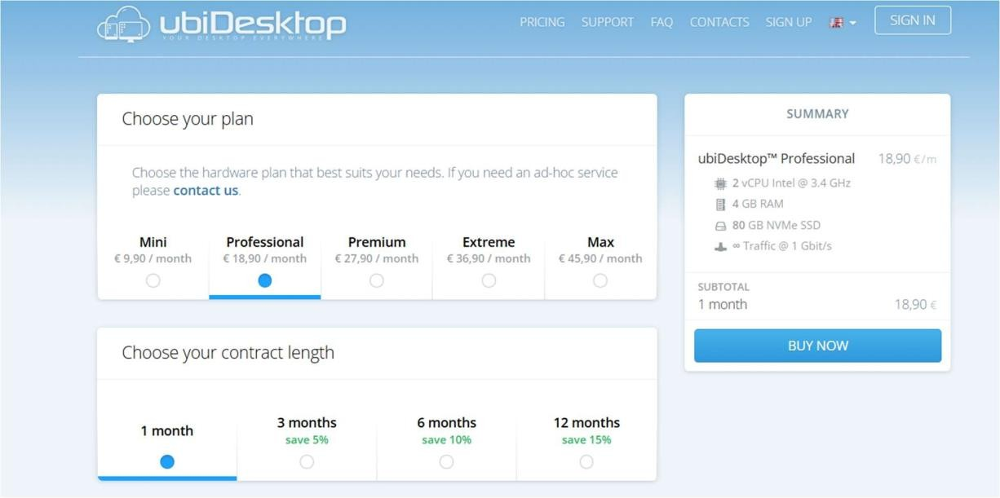 ubiDesktop
YOUR DESKTOP EVERYWHERE
PRICING SUPPORT FAQ CONTACTS SIGN UP SIGN IN
Choose your plan
Choose the hardware plan that best suits your needs. If you need an ad-hoc service
please contact us.
Mini Professional Premium Extreme Max
€ 9,90 / month € 18,90 / month € 27,90 / month € 36,90 / month € 45,90 / month
Choose your contract length
1 month 3 months 6 months 12 months
save 5% save 10% save 15%
SUMMARY
ubiDesktop™ Professional 18,90 €/m
2 vCPU Intel @ 3.4 GHz
4 GB RAM
80 GB NVMe SSD
∞ Traffic @ 1 Gbit/s
SUBTOTAL
1 month 18,90 €
BUY NOW